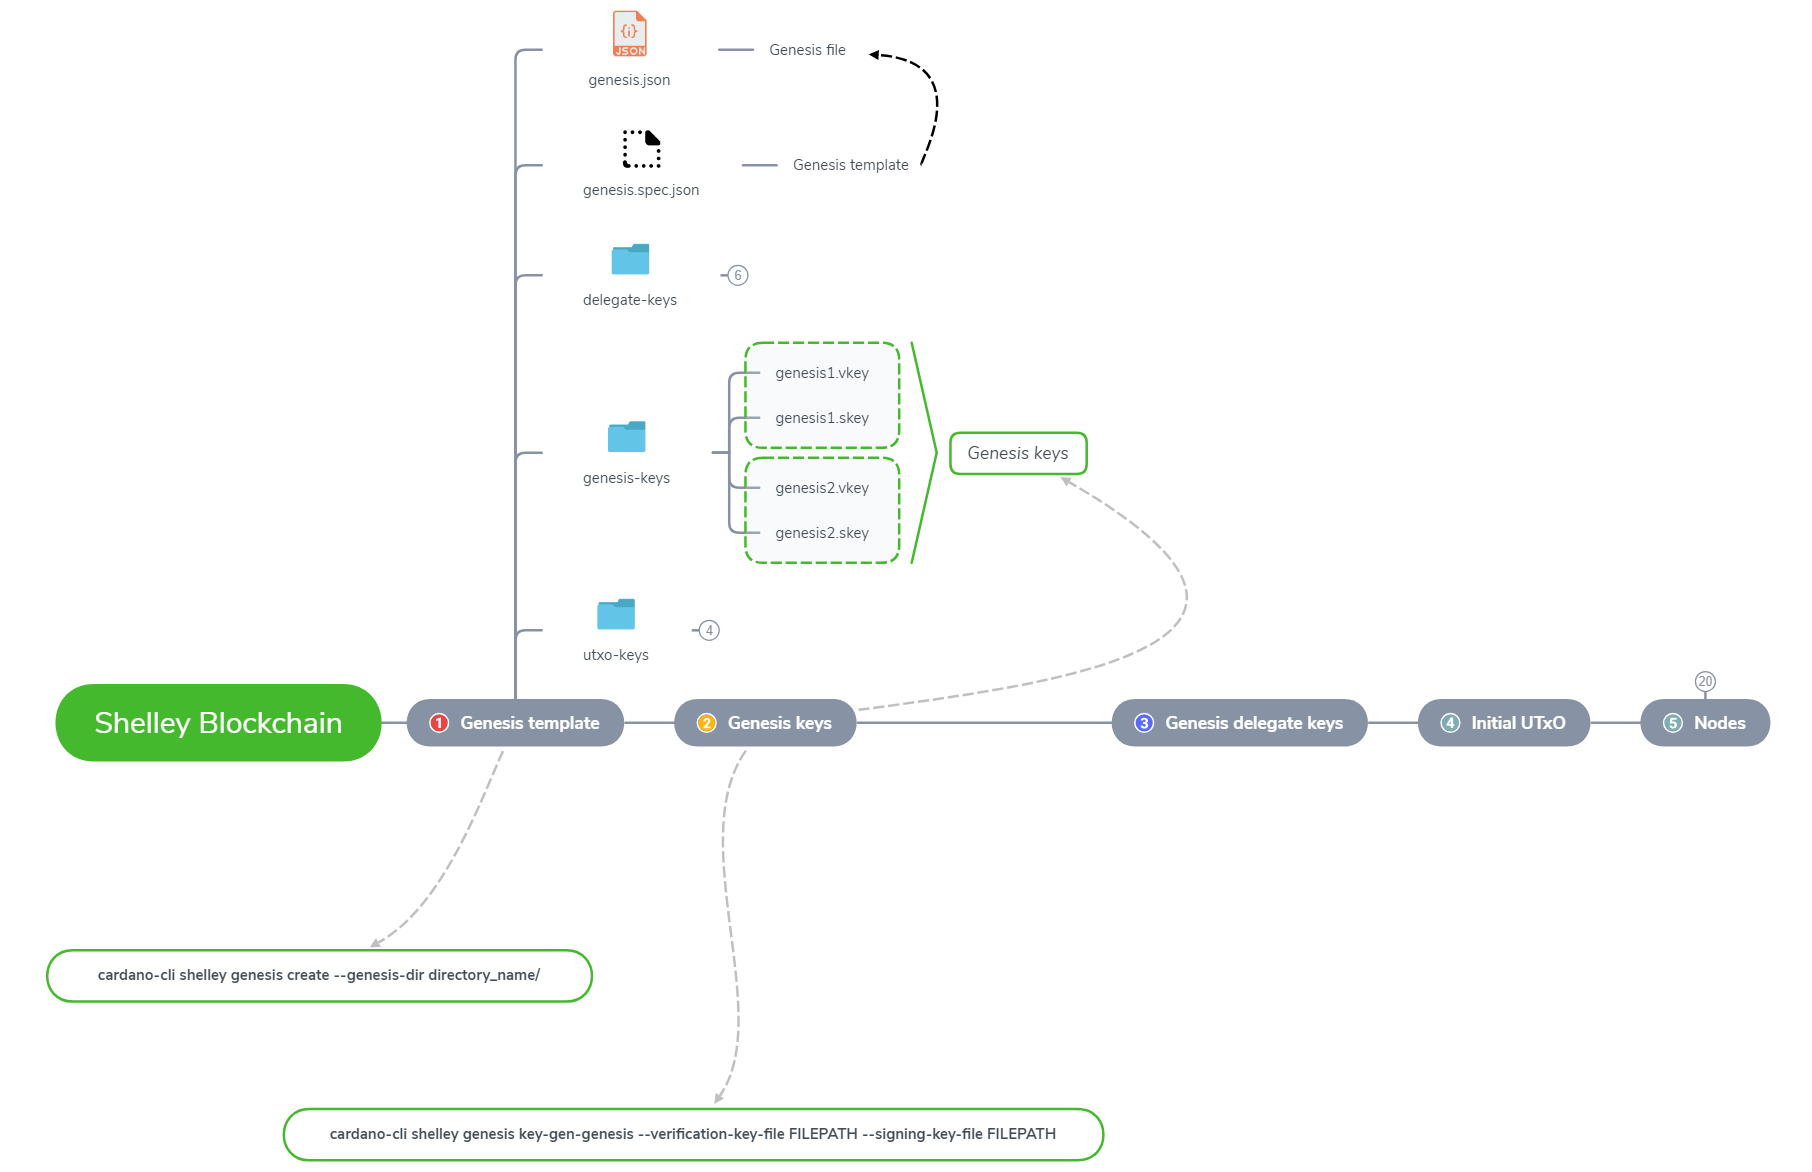 {i}
JSON
genesis.json
Genesis file
genesis.spec.json
Genesis template
delegate-keys
6
genesis1.vkey
genesis1.skey
genesis-keys
Genesis keys
genesis2.vkey
genesis2.skey
utxo-keys
4
20
Shelley Blockchain
1 Genesis template
2 Genesis keys
3 Genesis delegate keys
4 Initial UTxO
5 Nodes
cardano-cli shelley genesis create --genesis-dir directory_name/
cardano-cli shelley genesis key-gen-genesis --verification-key-file FILEPATH --signing-key-file FILEPATH